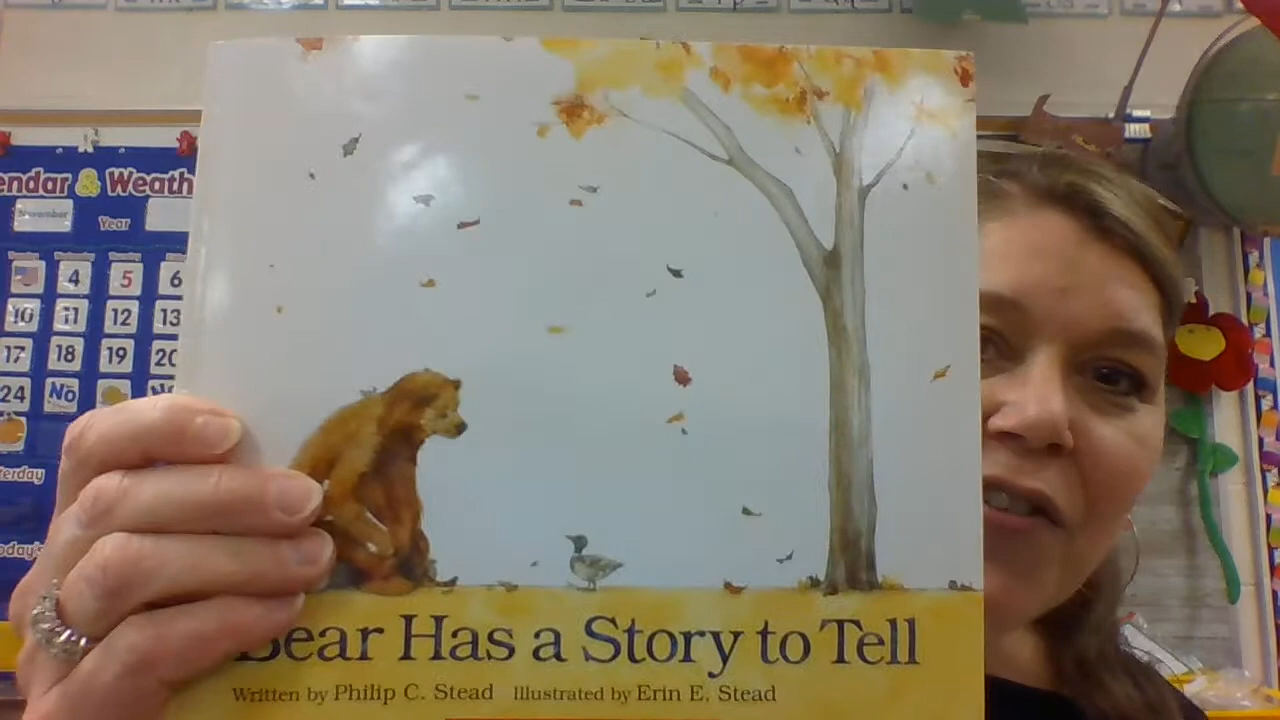 Calendar & Weath
November
Year
4 5 6
10 11 12 13
17 18 19 20
24 No
terday
oday's
Bear Has a Story to Tell
Written by Philip C. Stead Illustrated by Erin E. Stead